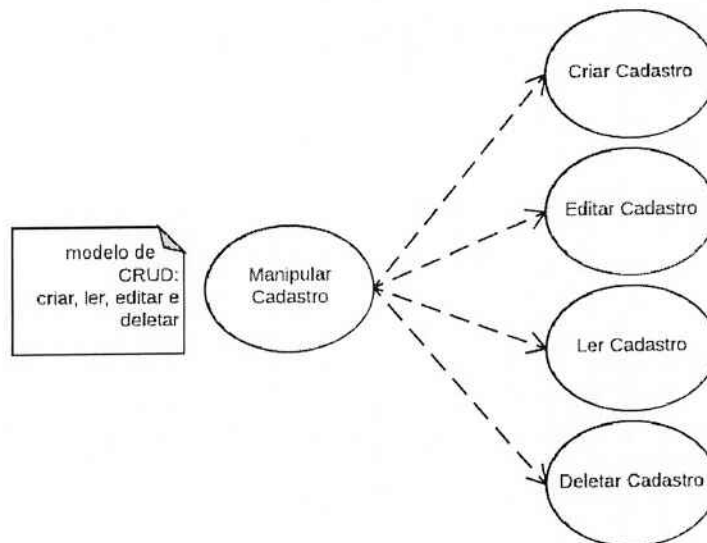 Criar Cadastro
Editar Cadastro
modelo de
CRUD:
criar, ler, editar e
deletar
Manipular
Cadastro
Ler Cadastro
Deletar Cadastro